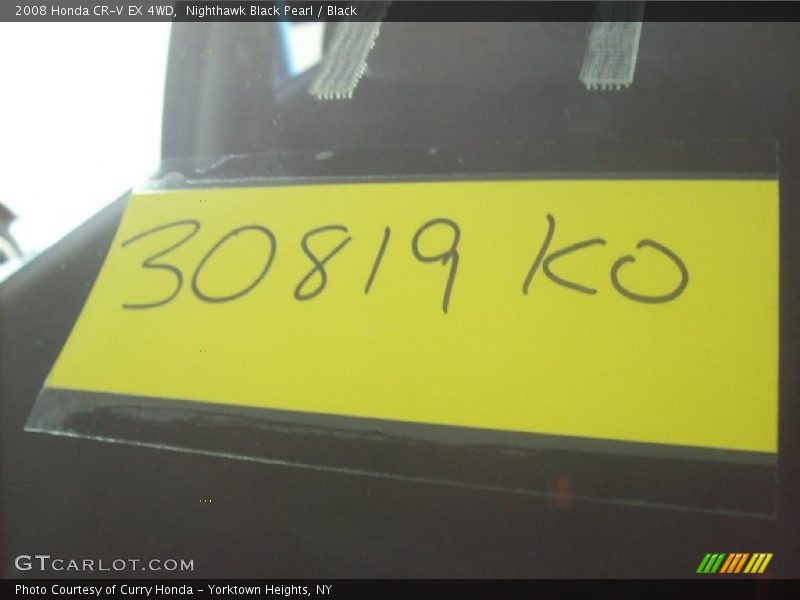 2008 Honda CR-V EX 4WD,  Nighthawk Black Pearl / Black
30819 KO
GTCARLOT.COM
Photo Courtesy of Curry Honda - Yorktown Heights, NY